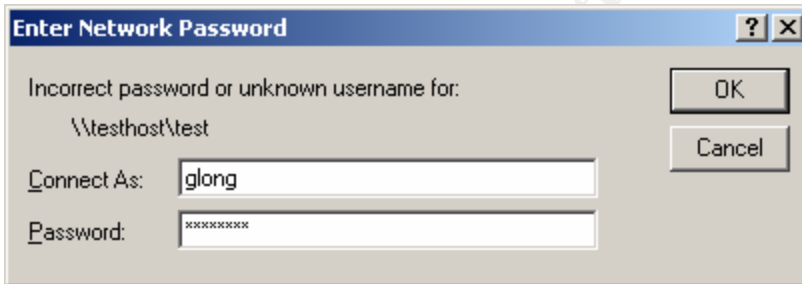 Enter Network Password
Incorrect password or unknown username for:
\\testhost\test
OK
Cancel
Connect As: glong
Password: ********